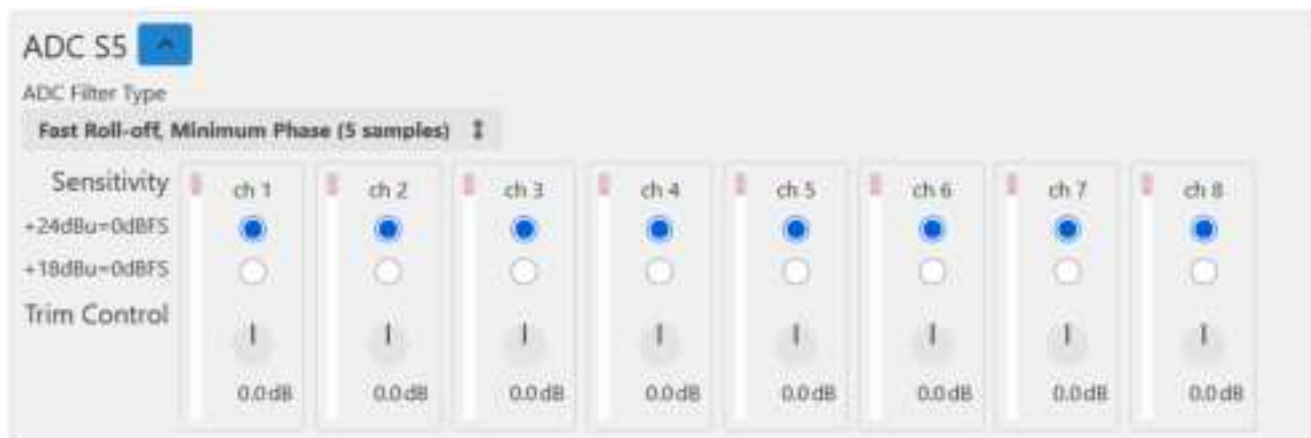 ADC S5
ADC Filter Type
Fast Roll-off, Minimum Phase (5 samples)
Sensitivity ch 1 ch 2 ch 3 ch 4 ch 5 ch 6 ch 7 ch 8
+24dBu=0dBFS
+18dBu=0dBFS
Trim Control
0.0dB 0.0dB 0.0dB 0.0dB 0.0dB 0.0dB 0.0dB 0.0dB